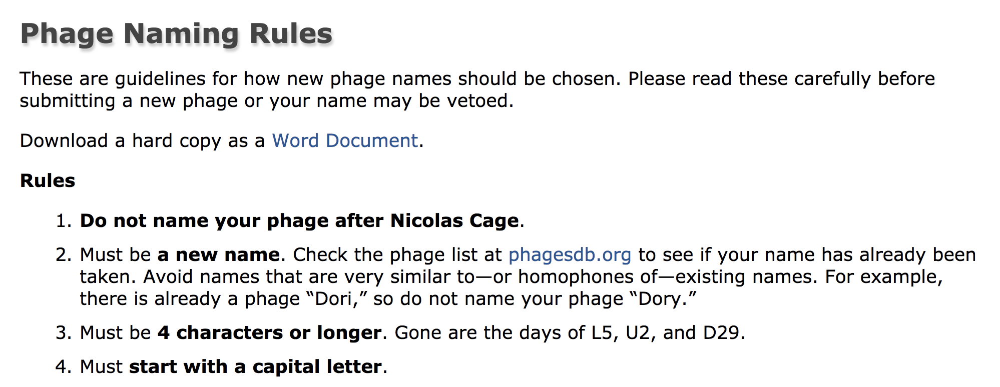 Phage Naming Rules
These are guidelines for how new phage names should be chosen. Please read these carefully before
submitting a new phage or your name may be vetoed.
Download a hard copy as a Word Document.
Rules
1. Do not name your phage after Nicolas Cage.
2. Must be a new name. Check the phage list at phagesdb.org to see if your name has already been
taken. Avoid names that are very similar to—or homophones of—existing names. For example,
there is already a phage “Dori,” so do not name your phage “Dory.”
3. Must be 4 characters or longer. Gone are the days of L5, U2, and D29.
4. Must start with a capital letter.